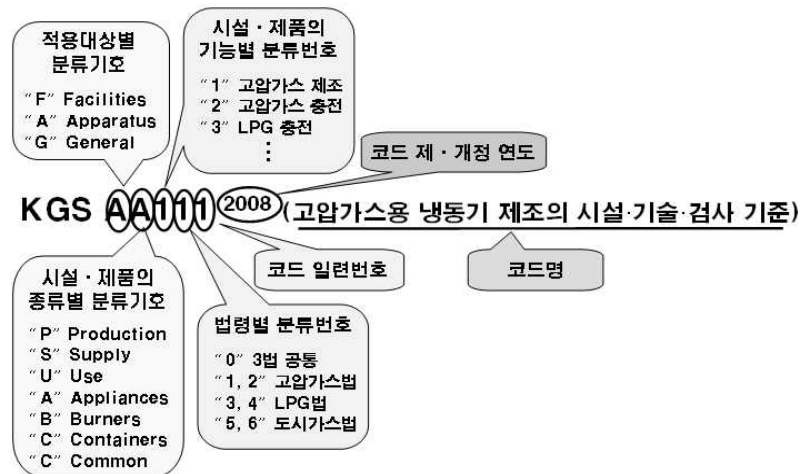 적용대상별
분류기호
"F" Facilities
"A" Apparatus
"G" General
시설·제품의
기능별 분류번호
"1" 고압가스 제조
"2" 고압가스 충전
"3" LPG 충전
⋮
코드 제·개정 연도
KGS AA111 2008 (고압가스용 냉동기 제조의 시설·기술·검사 기준)
시설·제품의
종류별 분류기호
"P" Production
"S" Supply
"U" Use
"A" Appliances
"B" Burners
"C" Containers
"C" Common
법령별 분류번호
"0" 3법 공통
"1, 2" 고압가스법
"3, 4" LPG법
"5, 6" 도시가스법
코드 일련번호
코드명